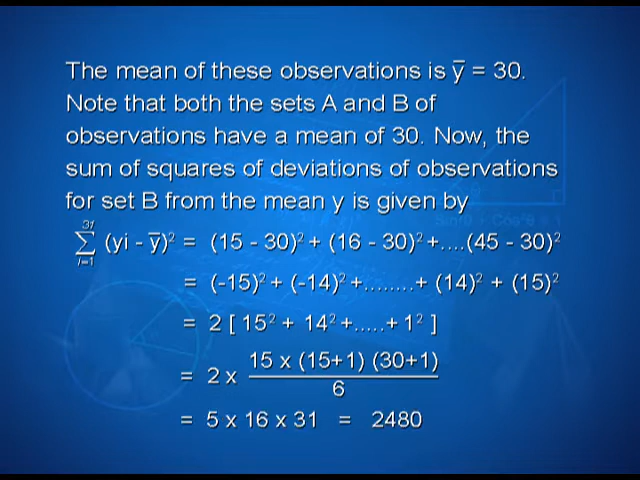 The mean of these observations is y̅ = 30.
Note that both the sets A and B of
observations have a mean of 30. Now, the
sum of squares of deviations of observations
for set B from the mean y is given by
31
∑ (yi - y̅)² = (15 - 30)² + (16 - 30)² +....(45 - 30)²
i=1
= (-15)² + (-14)² +........+ (14)² + (15)²
= 2 [ 15² + 14² +.....+ 1² ]
= 2 x 15 x (15+1) (30+1)
6
= 5 x 16 x 31 = 2480